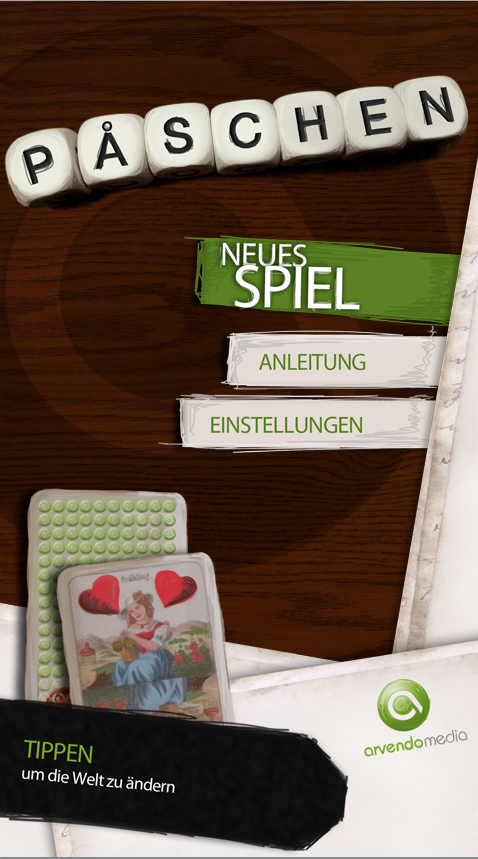 PÅSCHEN
NEUES
SPIEL
ANLEITUNG
EINSTELLUNGEN
Frühling
TIPPEN
um die Welt zu ändern
arvendomedia